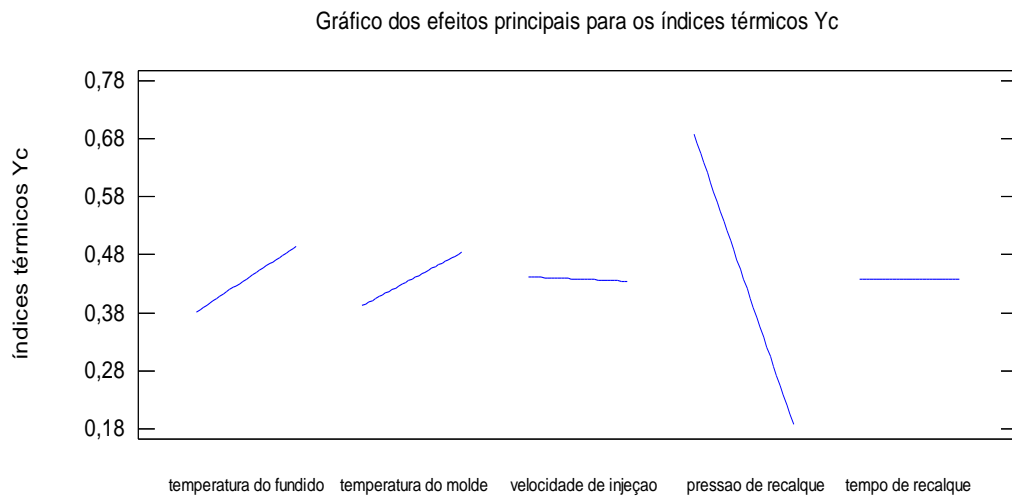 Gráfico dos efeitos principais para os índices térmicos Yc
índices térmicos Yc
0,78
0,68
0,58
0,48
0,38
0,28
0,18
temperatura do fundido temperatura do molde velocidade de injeçao pressao de recalque tempo de recalque